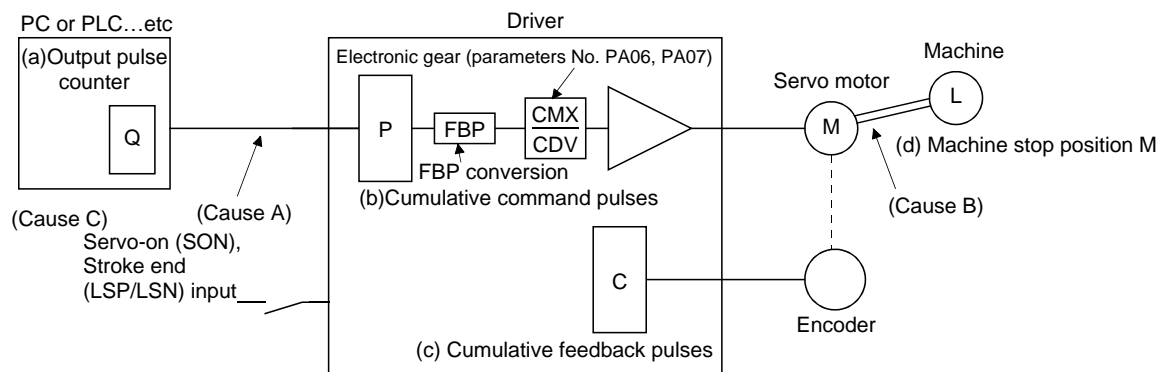 PC or PLC…etc
Driver
(a)Output pulse
counter
Q
Electronic gear (parameters No. PA06, PA07)
P
FBP
CMX
CDV
FBP conversion
(b)Cumulative command pulses
Servo motor
M
Machine
L
(d) Machine stop position M
(Cause C)
(Cause A)
(Cause B)
Servo-on (SON),
Stroke end
(LSP/LSN) input
C
Encoder
(c) Cumulative feedback pulses